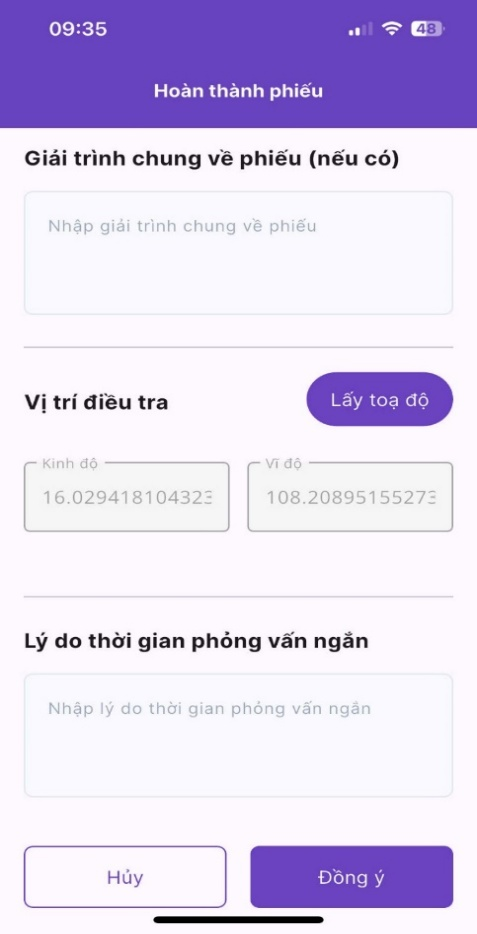 09:35
48
Hoàn thành phiếu
Giải trình chung về phiếu (nếu có)
Nhập giải trình chung về phiếu
Vị trí điều tra
Lấy toạ độ
Kinh độ
Vĩ độ
16.029418104323
108.20895155273
Lý do thời gian phỏng vấn ngắn
Nhập lý do thời gian phỏng vấn ngắn
Hủy
Đồng ý